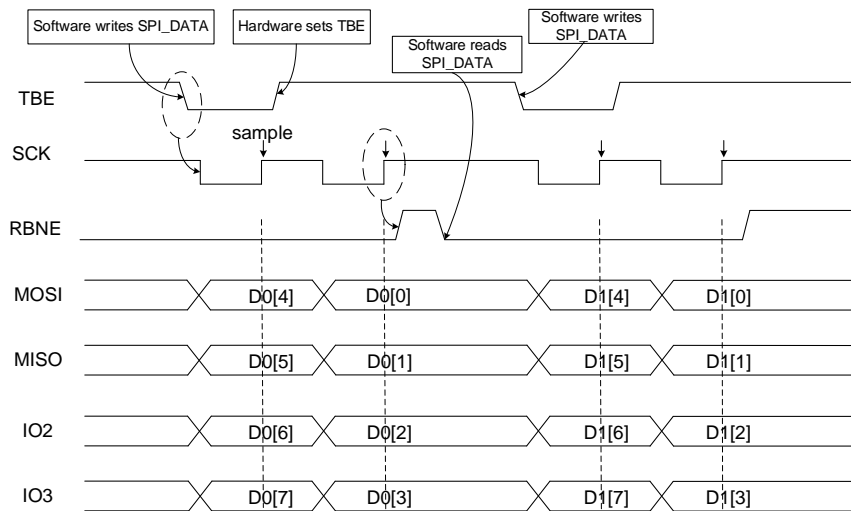 Software writes SPI_DATA
Hardware sets TBE
Software reads
SPI_DATA
Software writes
SPI_DATA
TBE
sample
SCK
RBNE
MOSI
D0[4]
D0[0]
D1[4]
D1[0]
MISO
D0[5]
D0[1]
D1[5]
D1[1]
IO2
D0[6]
D0[2]
D1[6]
D1[2]
IO3
D0[7]
D0[3]
D1[7]
D1[3]